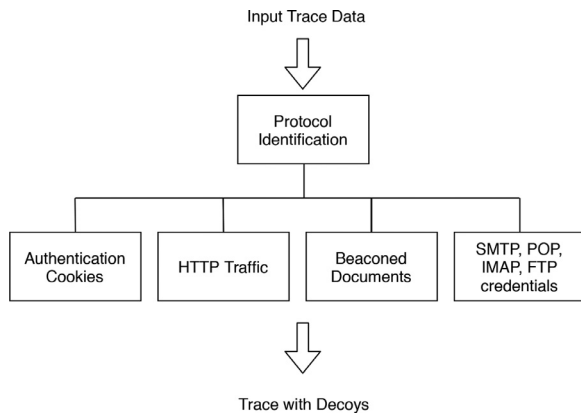 Input Trace Data
Protocol
Identification
Authentication
Cookies
HTTP Traffic
Beaconed
Documents
SMTP, POP,
IMAP, FTP
credentials
Trace with Decoys